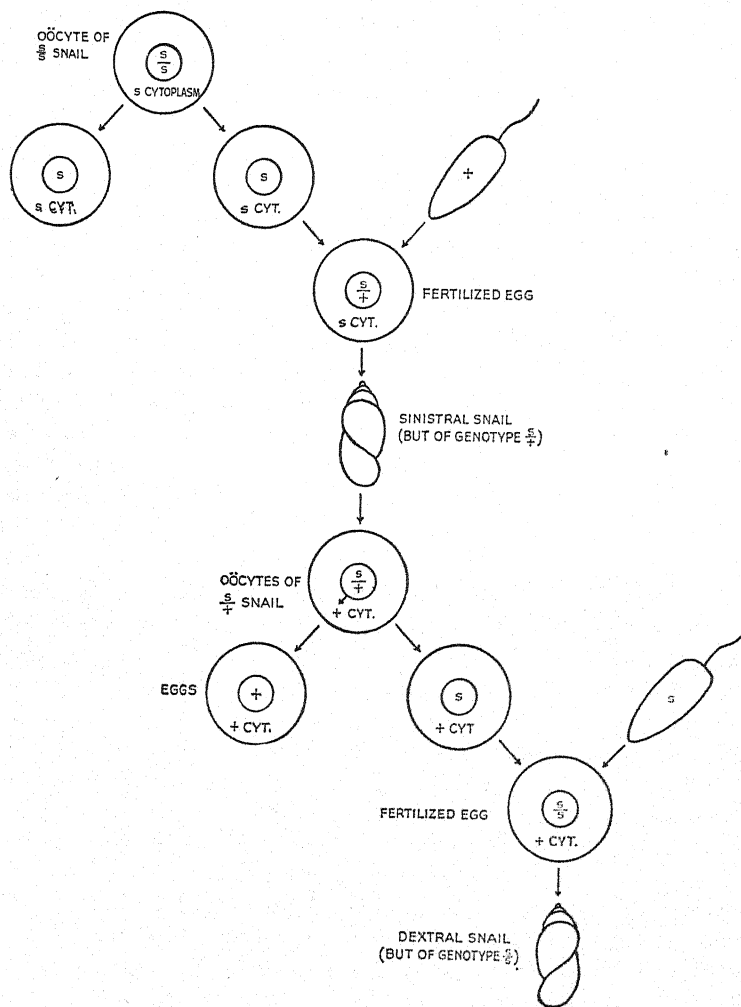 OÖCYTE OF
s/s SNAIL
s/s
s CYTOPLASM
s
s CYT.
s
s CYT.
+
s/+
s CYT.
FERTILIZED EGG
SINISTRAL SNAIL
(BUT OF GENOTYPE s/+)
OÖCYTES OF
s/+ SNAIL
s/+
+ CYT.
EGGS
+
+ CYT.
s
+ CYT
s
FERTILIZED EGG
s/s
+ CYT.
DEXTRAL SNAIL
(BUT OF GENOTYPE s/s)